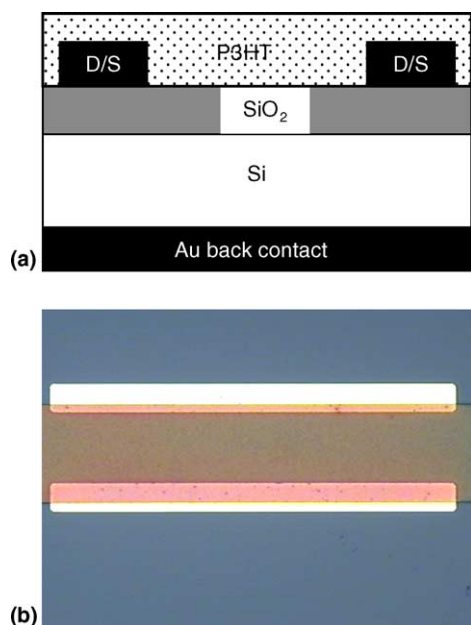 P3HT
D/S D/S
SiO₂
Si
Au back contact
(a)
(b)